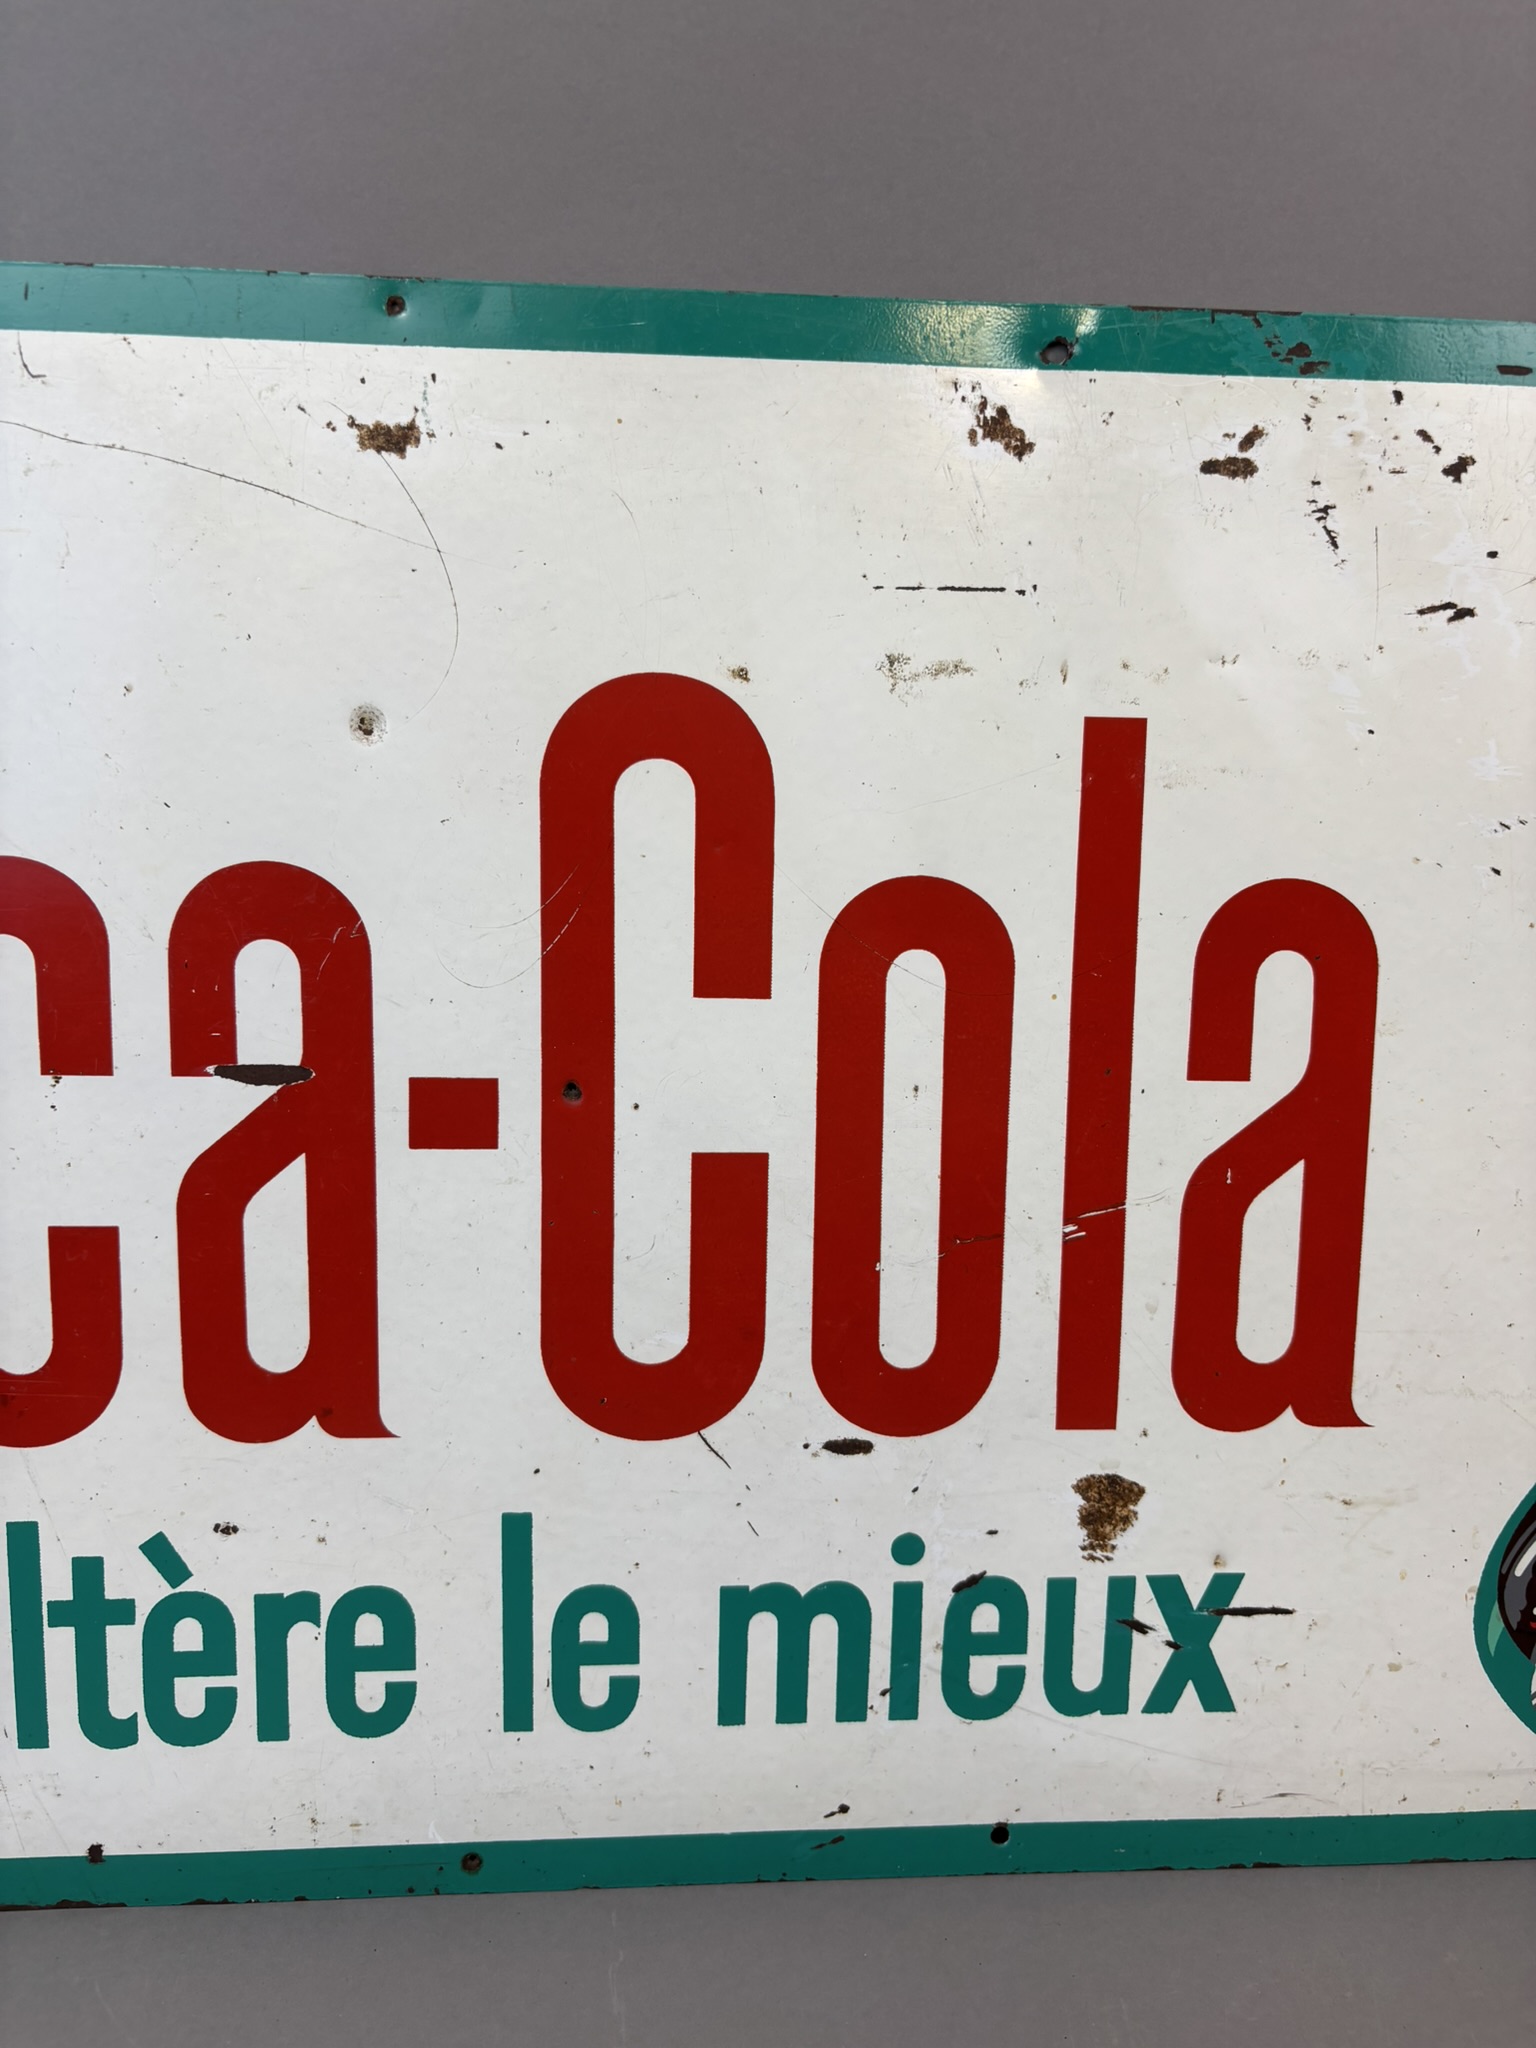 ca-Cola
ltère le mieux